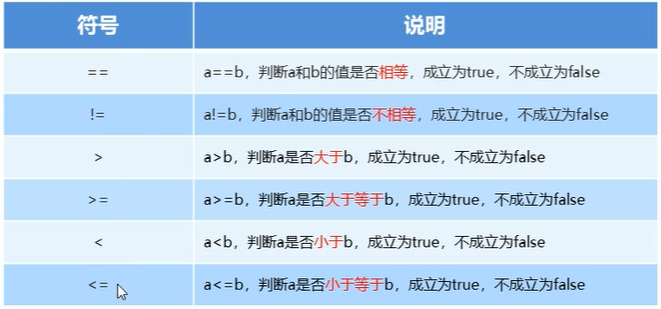 符号 说明
== a==b，判断a和b的值是否相等，成立为true，不成立为false
!= a!=b，判断a和b的值是否不相等，成立为true，不成立为false
> a>b，判断a是否大于b，成立为true，不成立为false
>= a>=b，判断a是否大于等于b，成立为true，不成立为false
< a<b，判断a是否小于b，成立为true，不成立为false
<= a<=b，判断a是否小于等于b，成立为true，不成立为false